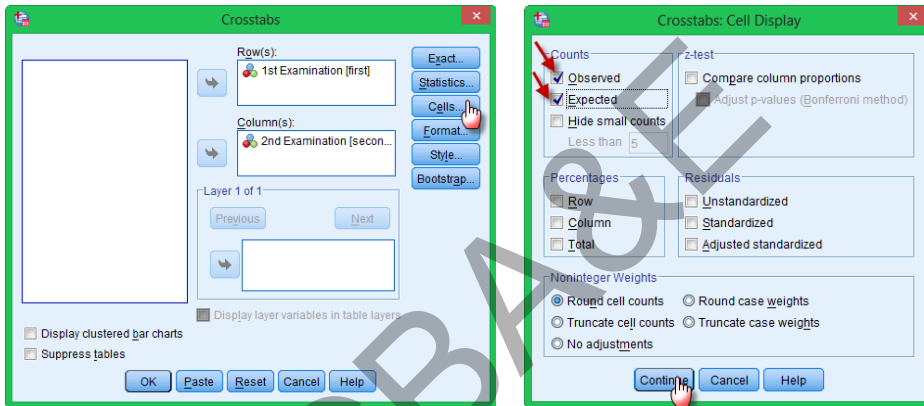 Crosstabs
Row(s):
1st Examination [first]
Column(s):
2nd Examination [secon...
Exact...
Statistics...
Cells...
Format...
Style...
Bootstrap...
Layer 1 of 1
Previous
Next
Display layer variables in table layers
Display clustered bar charts
Suppress tables
OK Paste Reset Cancel Help
Crosstabs: Cell Display
Counts
Observed
Expected
Hide small counts
Less than 5
z-test
Compare column proportions
Adjust p-values (Bonferroni method)
Percentages
Row
Column
Total
Residuals
Unstandardized
Standardized
Adjusted standardized
Noninteger Weights
Round cell counts Round case weights
Truncate cell counts Truncate case weights
No adjustments
Continue Cancel Help
BA&E